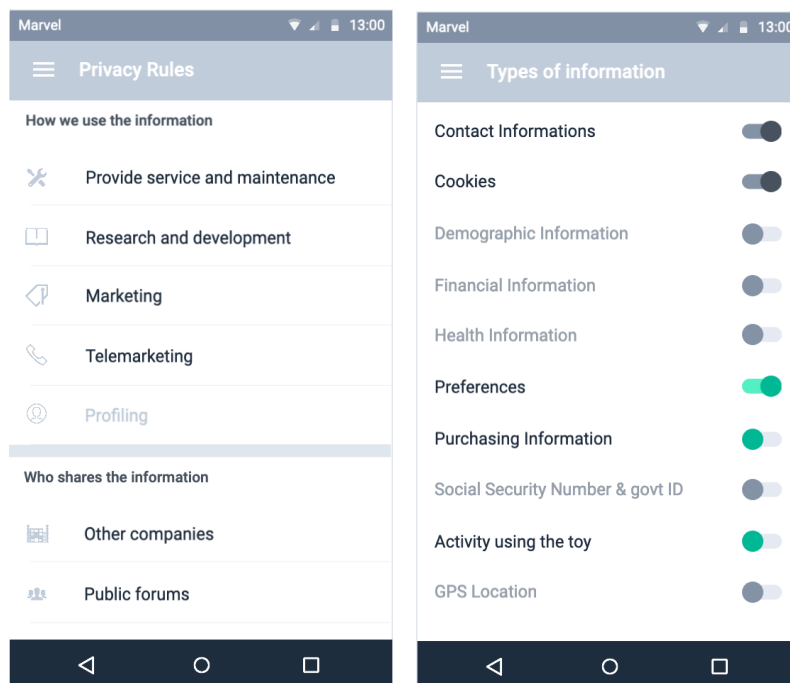 Marvel
13:00
Privacy Rules
How we use the information
Provide service and maintenance
Research and development
Marketing
Telemarketing
Profiling
Who shares the information
Other companies
Public forums
Marvel
13:00
Types of information
Contact Informations
Cookies
Demographic Information
Financial Information
Health Information
Preferences
Purchasing Information
Social Security Number & govt ID
Activity using the toy
GPS Location